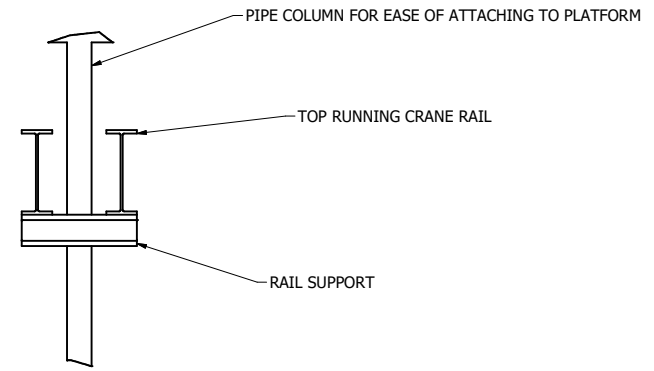 PIPE COLUMN FOR EASE OF ATTACHING TO PLATFORM
TOP RUNNING CRANE RAIL
RAIL SUPPORT